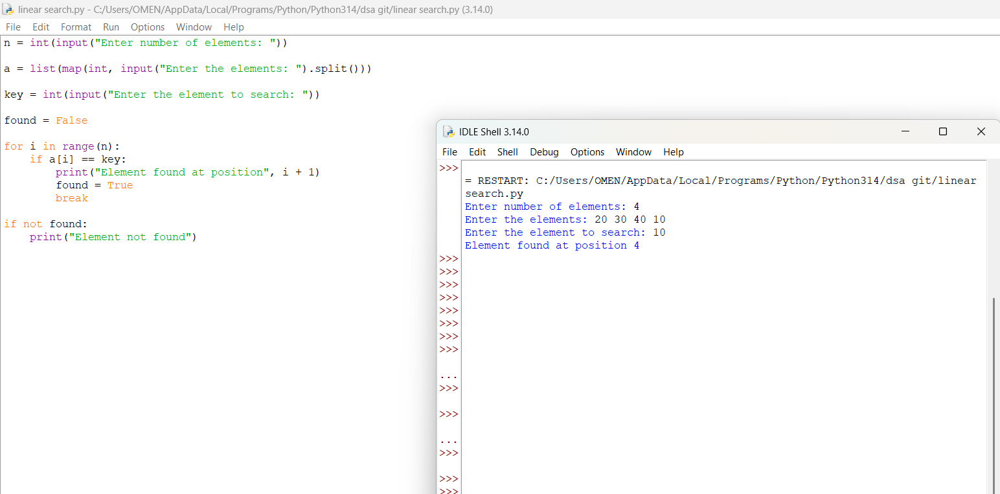 linear search.py - C:/Users/OMEN/AppData/Local/Programs/Python/Python314/dsa git/linear search.py (3.14.0)
File Edit Format Run Options Window Help
n = int(input("Enter number of elements: "))
a = list(map(int, input("Enter the elements: ").split()))
key = int(input("Enter the element to search: "))
found = False
for i in range(n):
    if a[i] == key:
        print("Element found at position", i + 1)
        found = True
        break
if not found:
    print("Element not found")
IDLE Shell 3.14.0
File Edit Shell Debug Options Window Help
>>>
= RESTART: C:/Users/OMEN/AppData/Local/Programs/Python/Python314/dsa git/linear
search.py
Enter number of elements: 4
Enter the elements: 20 30 40 10
Enter the element to search: 10
Element found at position 4
>>>
>>>
>>>
>>>
>>>
>>>
>>>
>>>
...
>>>
>>>
...
>>>
>>>
>>>